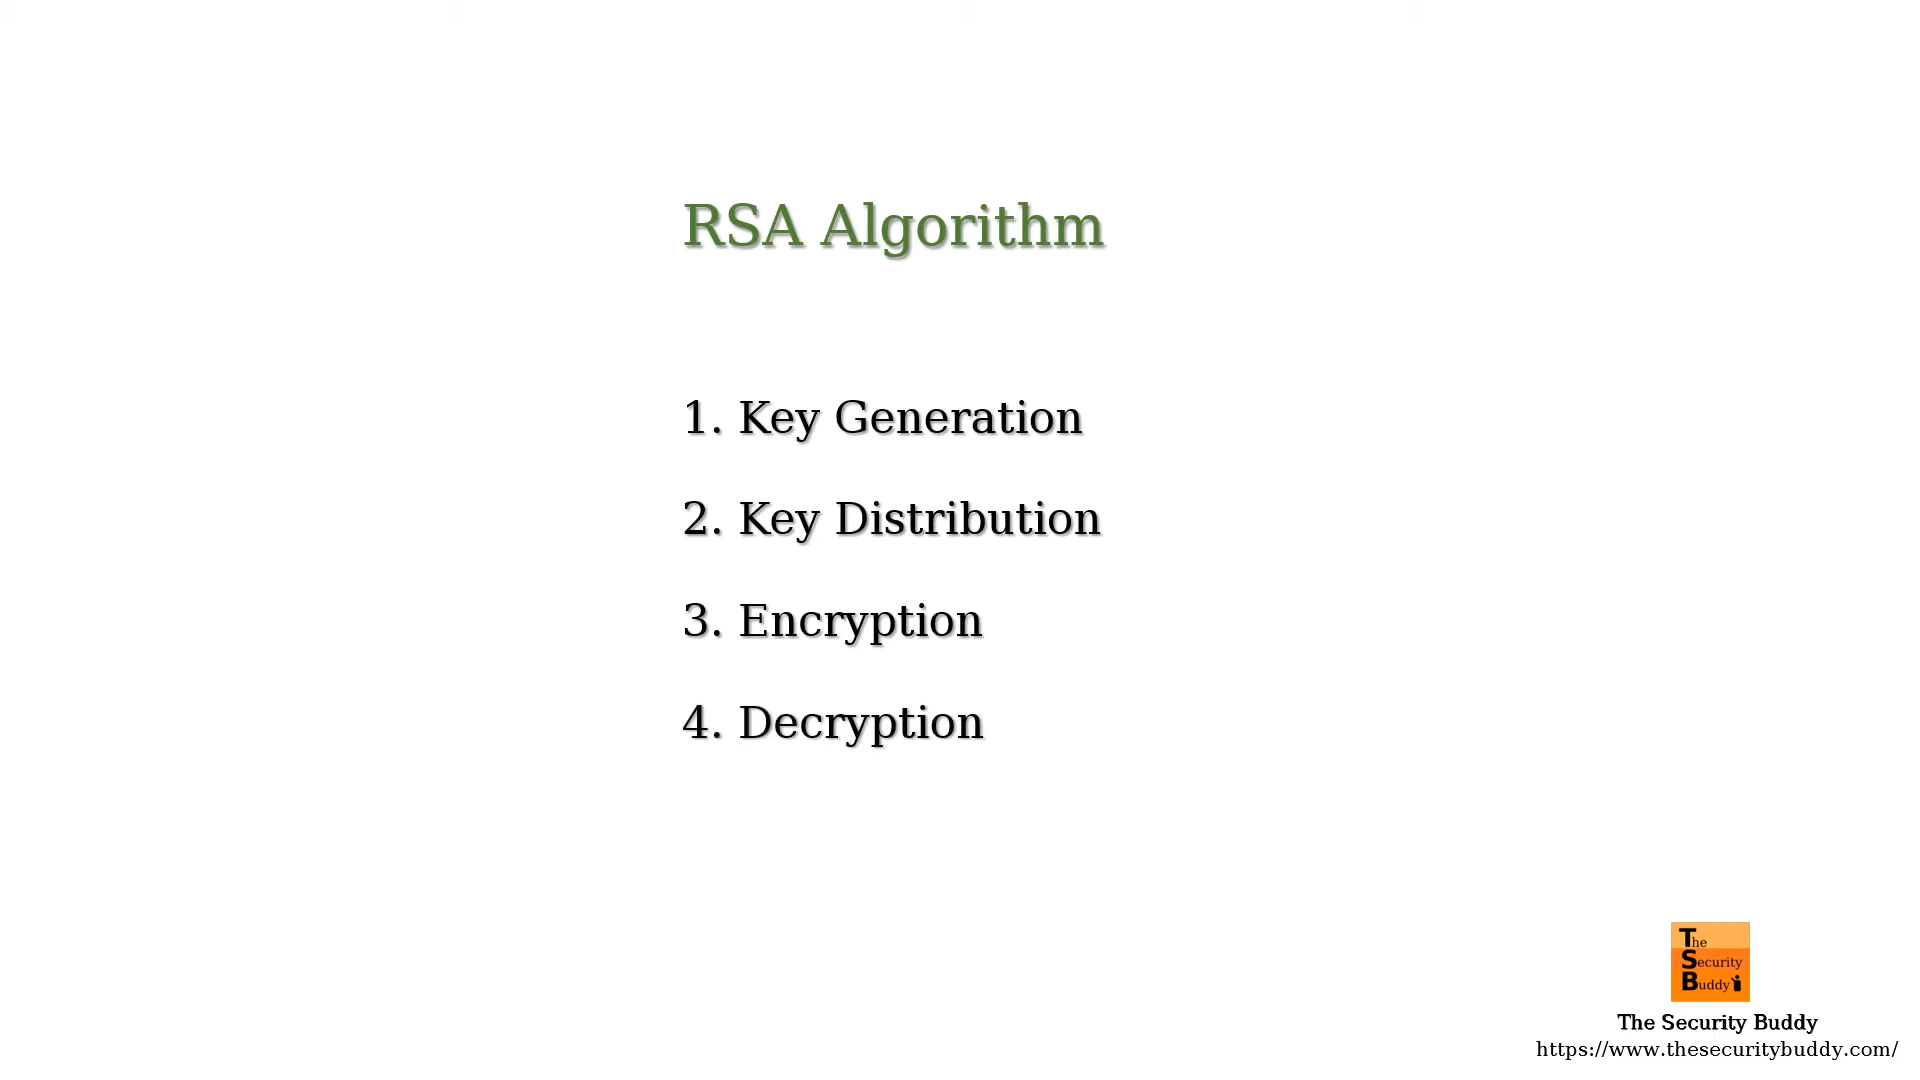 RSA Algorithm
1. Key Generation
2. Key Distribution
3. Encryption
4. Decryption
The
Security
Buddy
The Security Buddy
https://www.thesecuritybuddy.com/